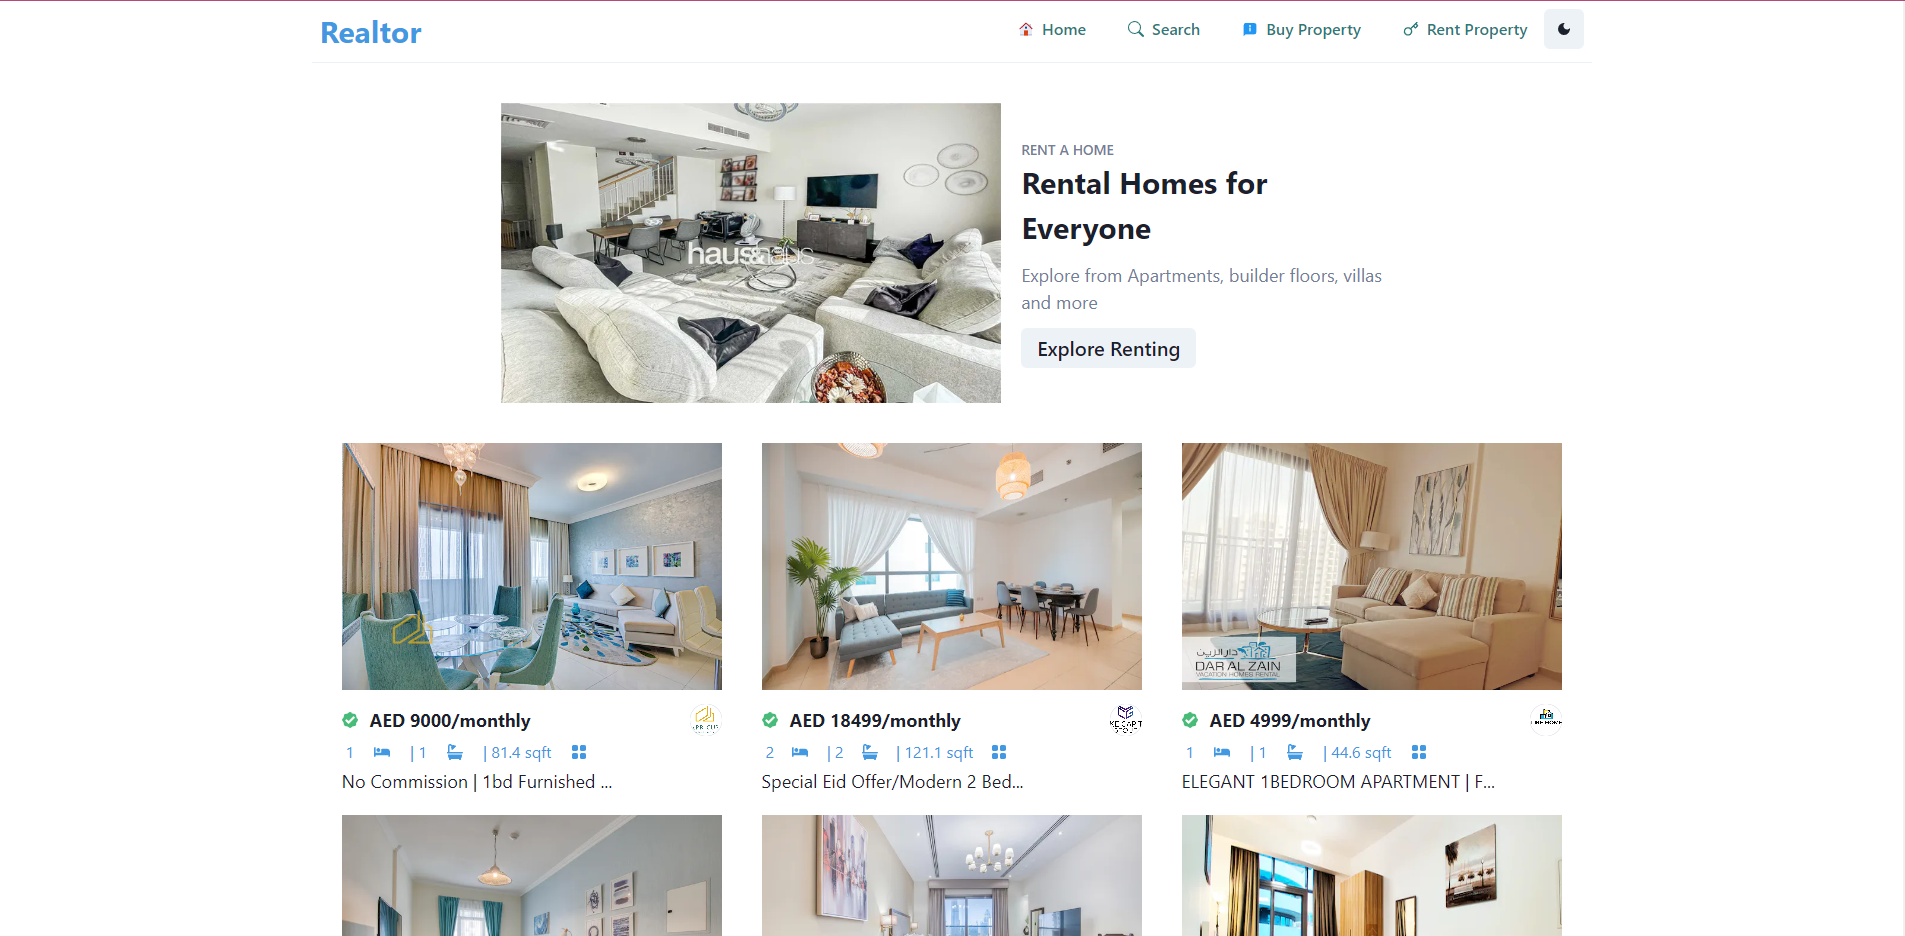 Realtor
Home
Search
Buy Property
Rent Property
RENT A HOME
Rental Homes for
Everyone
Explore from Apartments, builder floors, villas
and more
Explore Renting
haus&haus
دار الزين
DAR AL ZAIN
VACATION HOMES RENTAL
AED 9000/monthly
1 | 1 | 81.4 sqft
No Commission | 1bd Furnished ...
AED 18499/monthly
2 | 2 | 121.1 sqft
Special Eid Offer/Modern 2 Bed...
AED 4999/monthly
1 | 1 | 44.6 sqft
ELEGANT 1BEDROOM APARTMENT | F...